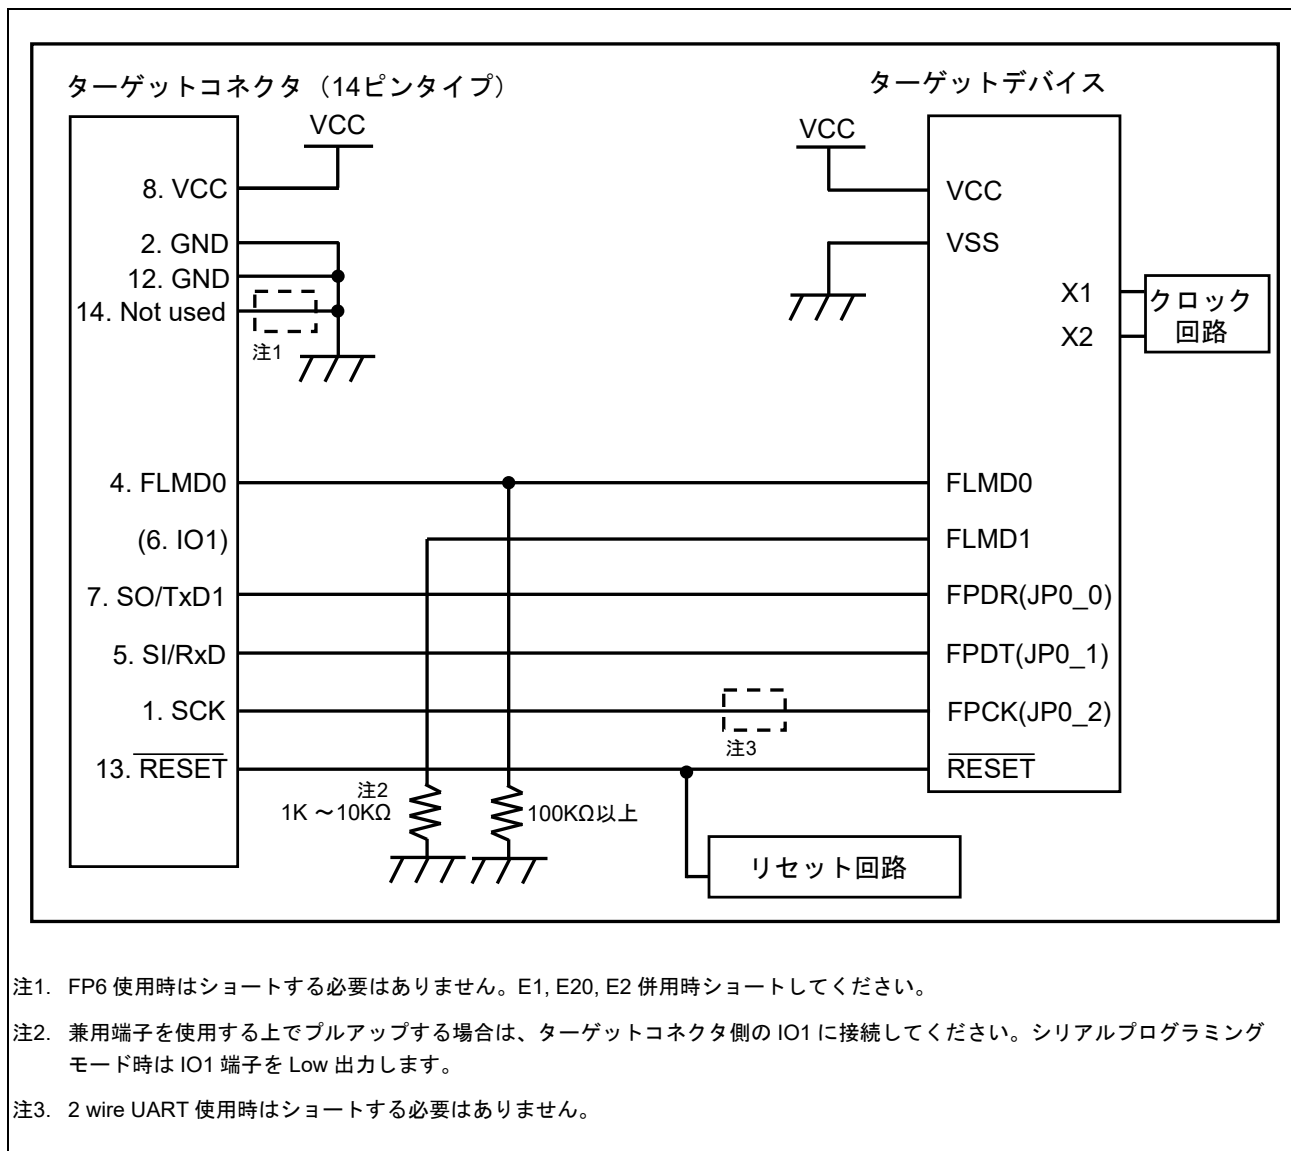 ターゲットコネクタ（14ピンタイプ）
ターゲットデバイス
VCC
VCC
8. VCC
2. GND
12. GND
14. Not used
注1
VCC
VSS
X1
X2
クロック
回路
4. FLMD0
(6. IO1)
7. SO/TxD1
5. SI/RxD
1. SCK
13. RESET
FLMD0
FLMD1
FPDR(JP0_0)
FPDT(JP0_1)
FPCK(JP0_2)
RESET
注3
注2
1K ～10KΩ
100KΩ以上
リセット回路
注1. FP6 使用時はショートする必要はありません。E1, E20, E2 併用時ショートしてください。
注2. 兼用端子を使用する上でプルアップする場合は、ターゲットコネクタ側の IO1 に接続してください。シリアルプログラミング
モード時は IO1 端子を Low 出力します。
注3. 2 wire UART 使用時はショートする必要はありません。